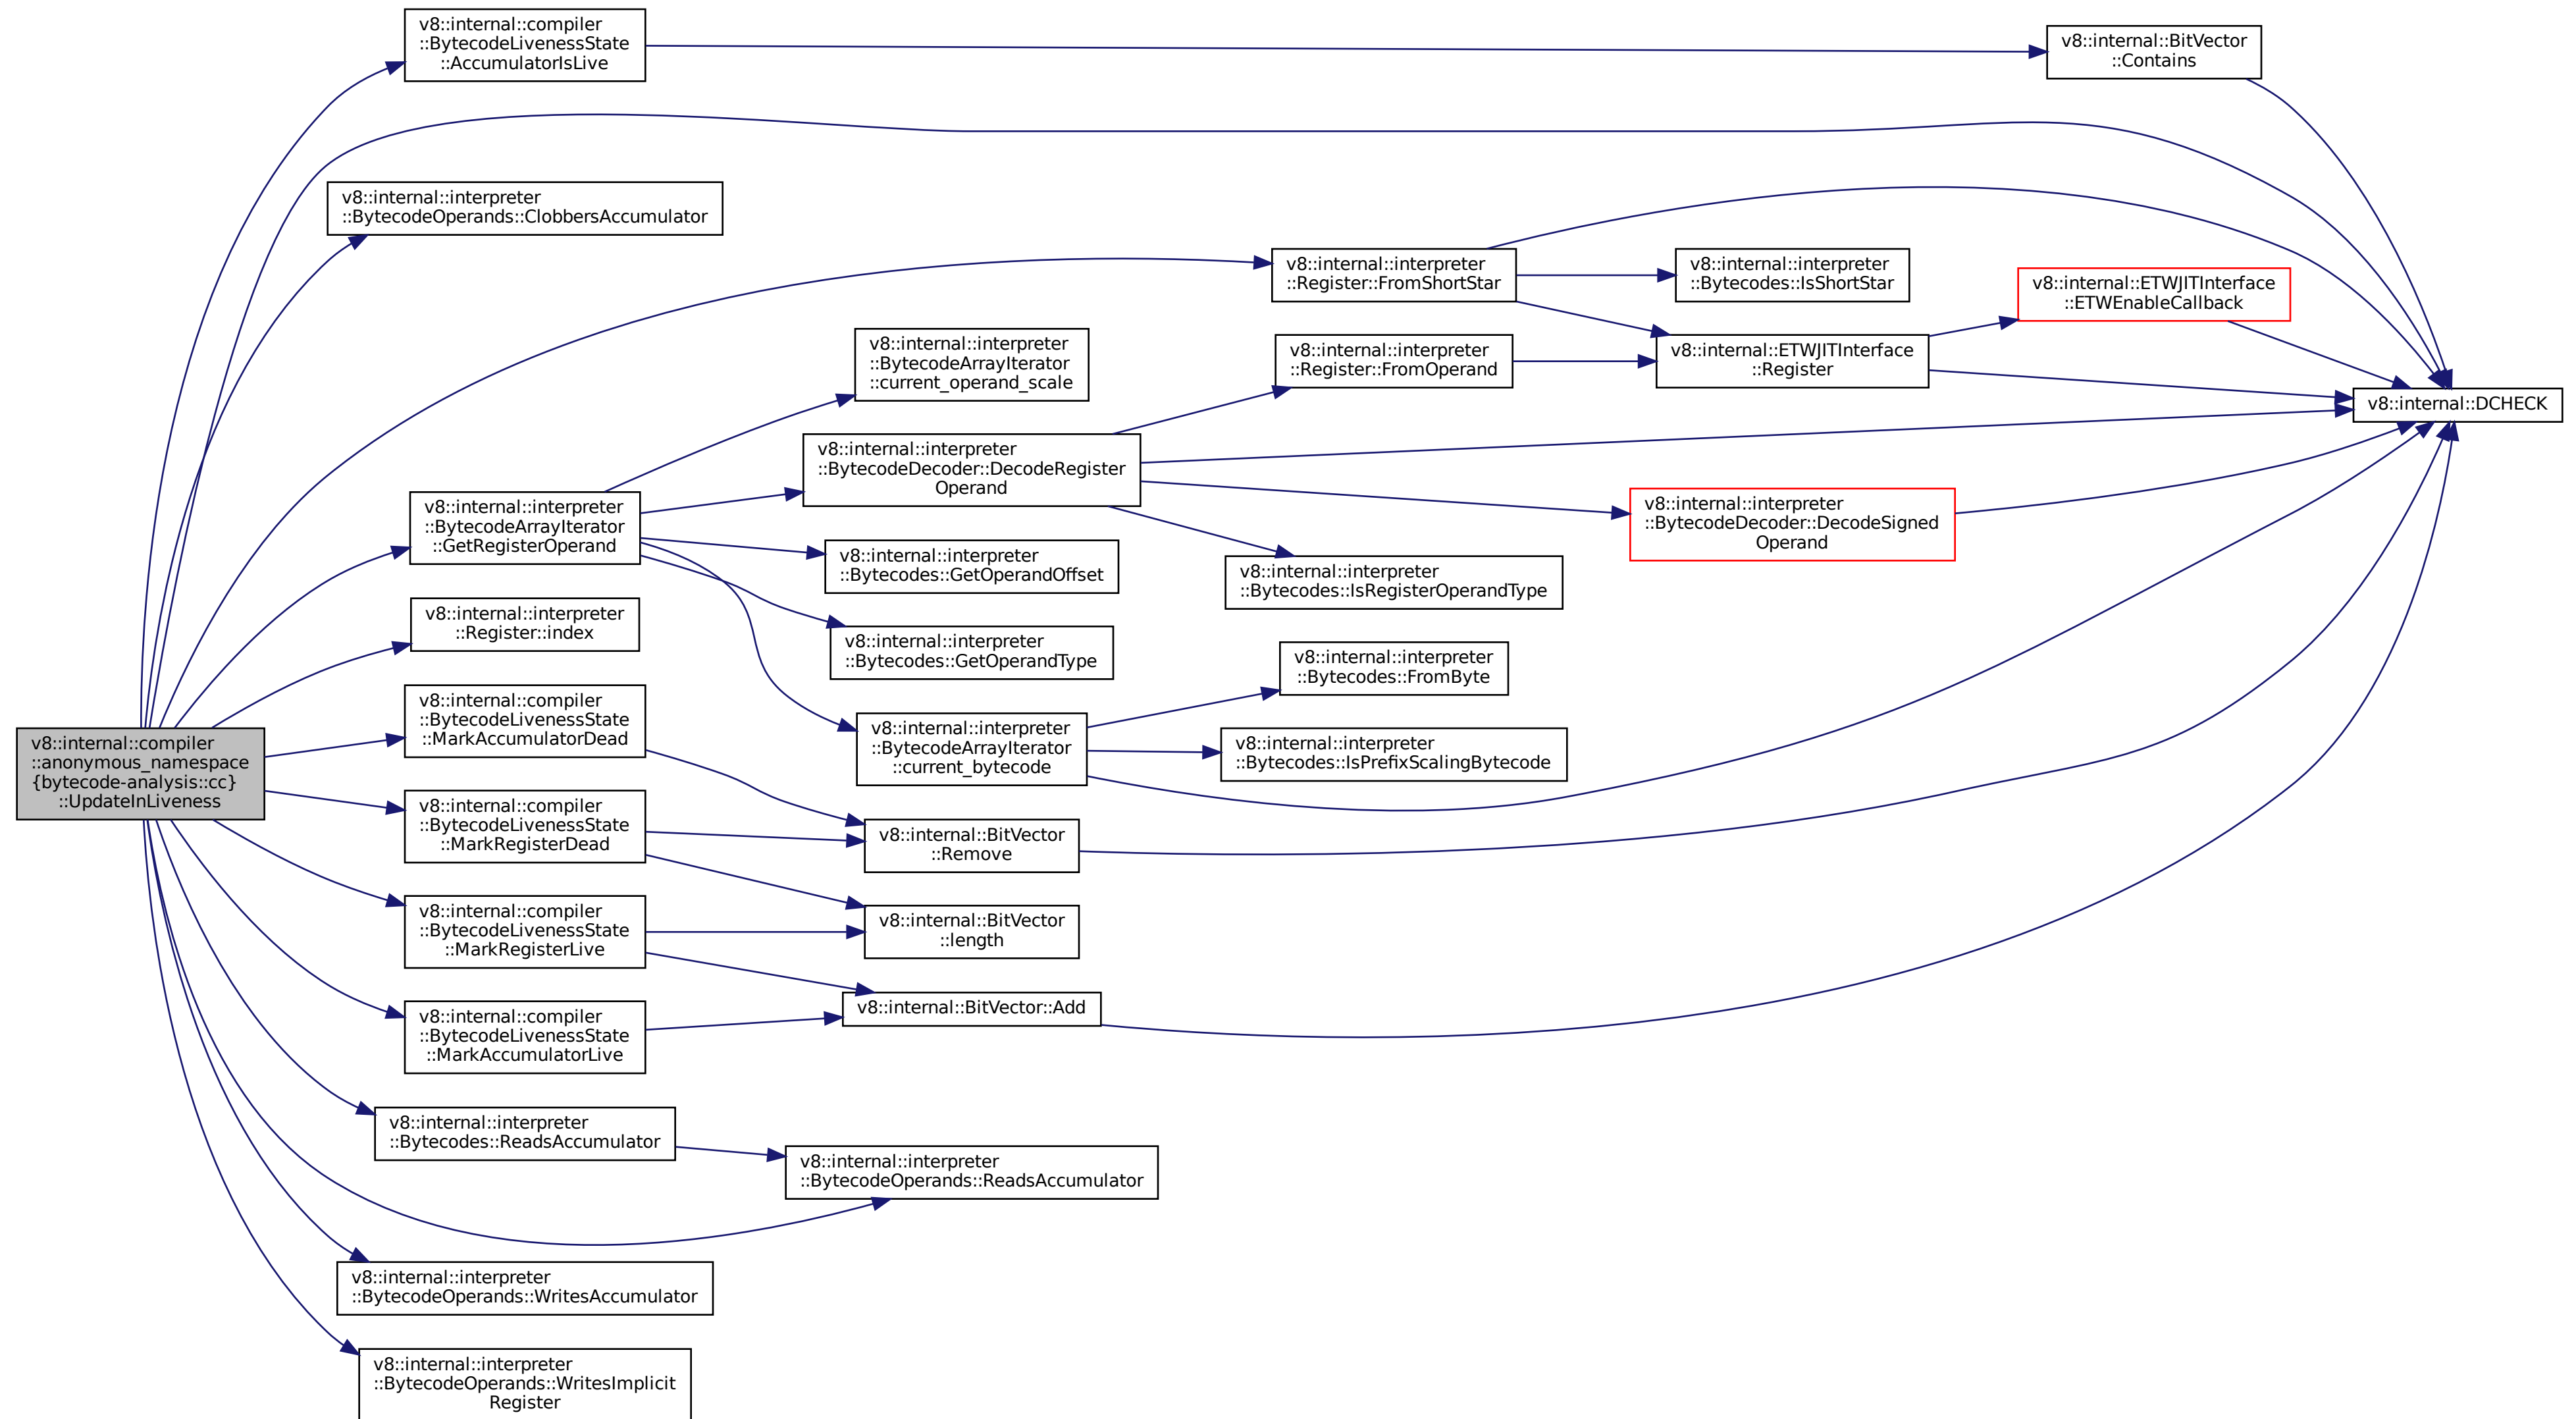 v8::internal::compiler
::BytecodeLivenessState
::AccumulatorIsLive
v8::internal::BitVector
::Contains
v8::internal::interpreter
::BytecodeOperands::ClobbersAccumulator
v8::internal::interpreter
::Register::FromShortStar
v8::internal::interpreter
::Bytecodes::IsShortStar
v8::internal::ETWJITInterface
::ETWEnableCallback
v8::internal::interpreter
::BytecodeArrayIterator
::current_operand_scale
v8::internal::interpreter
::Register::FromOperand
v8::internal::ETWJITInterface
::Register
v8::internal::DCHECK
v8::internal::interpreter
::BytecodeDecoder::DecodeRegister
Operand
v8::internal::interpreter
::BytecodeArrayIterator
::GetRegisterOperand
v8::internal::interpreter
::BytecodeDecoder::DecodeSigned
Operand
v8::internal::interpreter
::Bytecodes::GetOperandOffset
v8::internal::interpreter
::Bytecodes::IsRegisterOperandType
v8::internal::interpreter
::Register::index
v8::internal::interpreter
::Bytecodes::GetOperandType
v8::internal::interpreter
::Bytecodes::FromByte
v8::internal::compiler
::BytecodeLivenessState
::MarkAccumulatorDead
v8::internal::interpreter
::BytecodeArrayIterator
::current_bytecode
v8::internal::interpreter
::Bytecodes::IsPrefixScalingBytecode
v8::internal::compiler
::anonymous_namespace
{bytecode-analysis::cc}
::UpdateInLiveness
v8::internal::compiler
::BytecodeLivenessState
::MarkRegisterDead
v8::internal::BitVector
::Remove
v8::internal::compiler
::BytecodeLivenessState
::MarkRegisterLive
v8::internal::BitVector
::length
v8::internal::BitVector::Add
v8::internal::compiler
::BytecodeLivenessState
::MarkAccumulatorLive
v8::internal::interpreter
::Bytecodes::ReadsAccumulator
v8::internal::interpreter
::BytecodeOperands::ReadsAccumulator
v8::internal::interpreter
::BytecodeOperands::WritesAccumulator
v8::internal::interpreter
::BytecodeOperands::WritesImplicit
Register